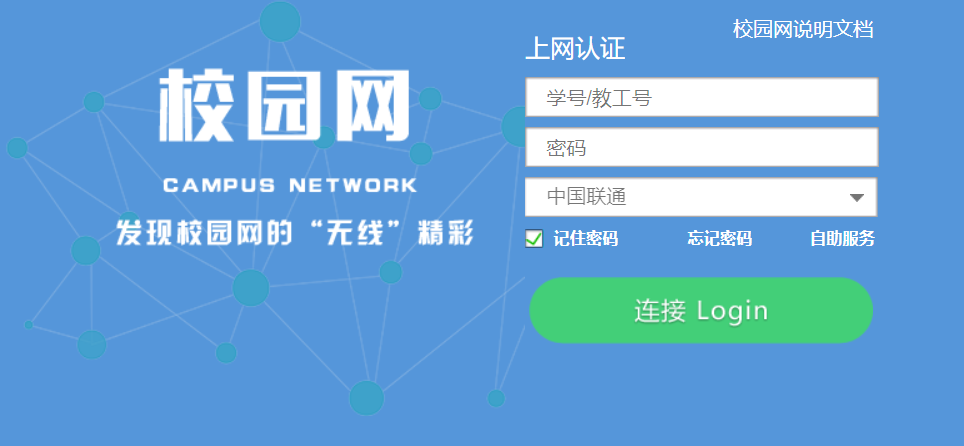 校园网
CAMPUS NETWORK
发现校园网的“无线”精彩
校园网说明文档
上网认证
学号/教工号
密码
中国联通
记住密码 忘记密码 自助服务
连接 Login